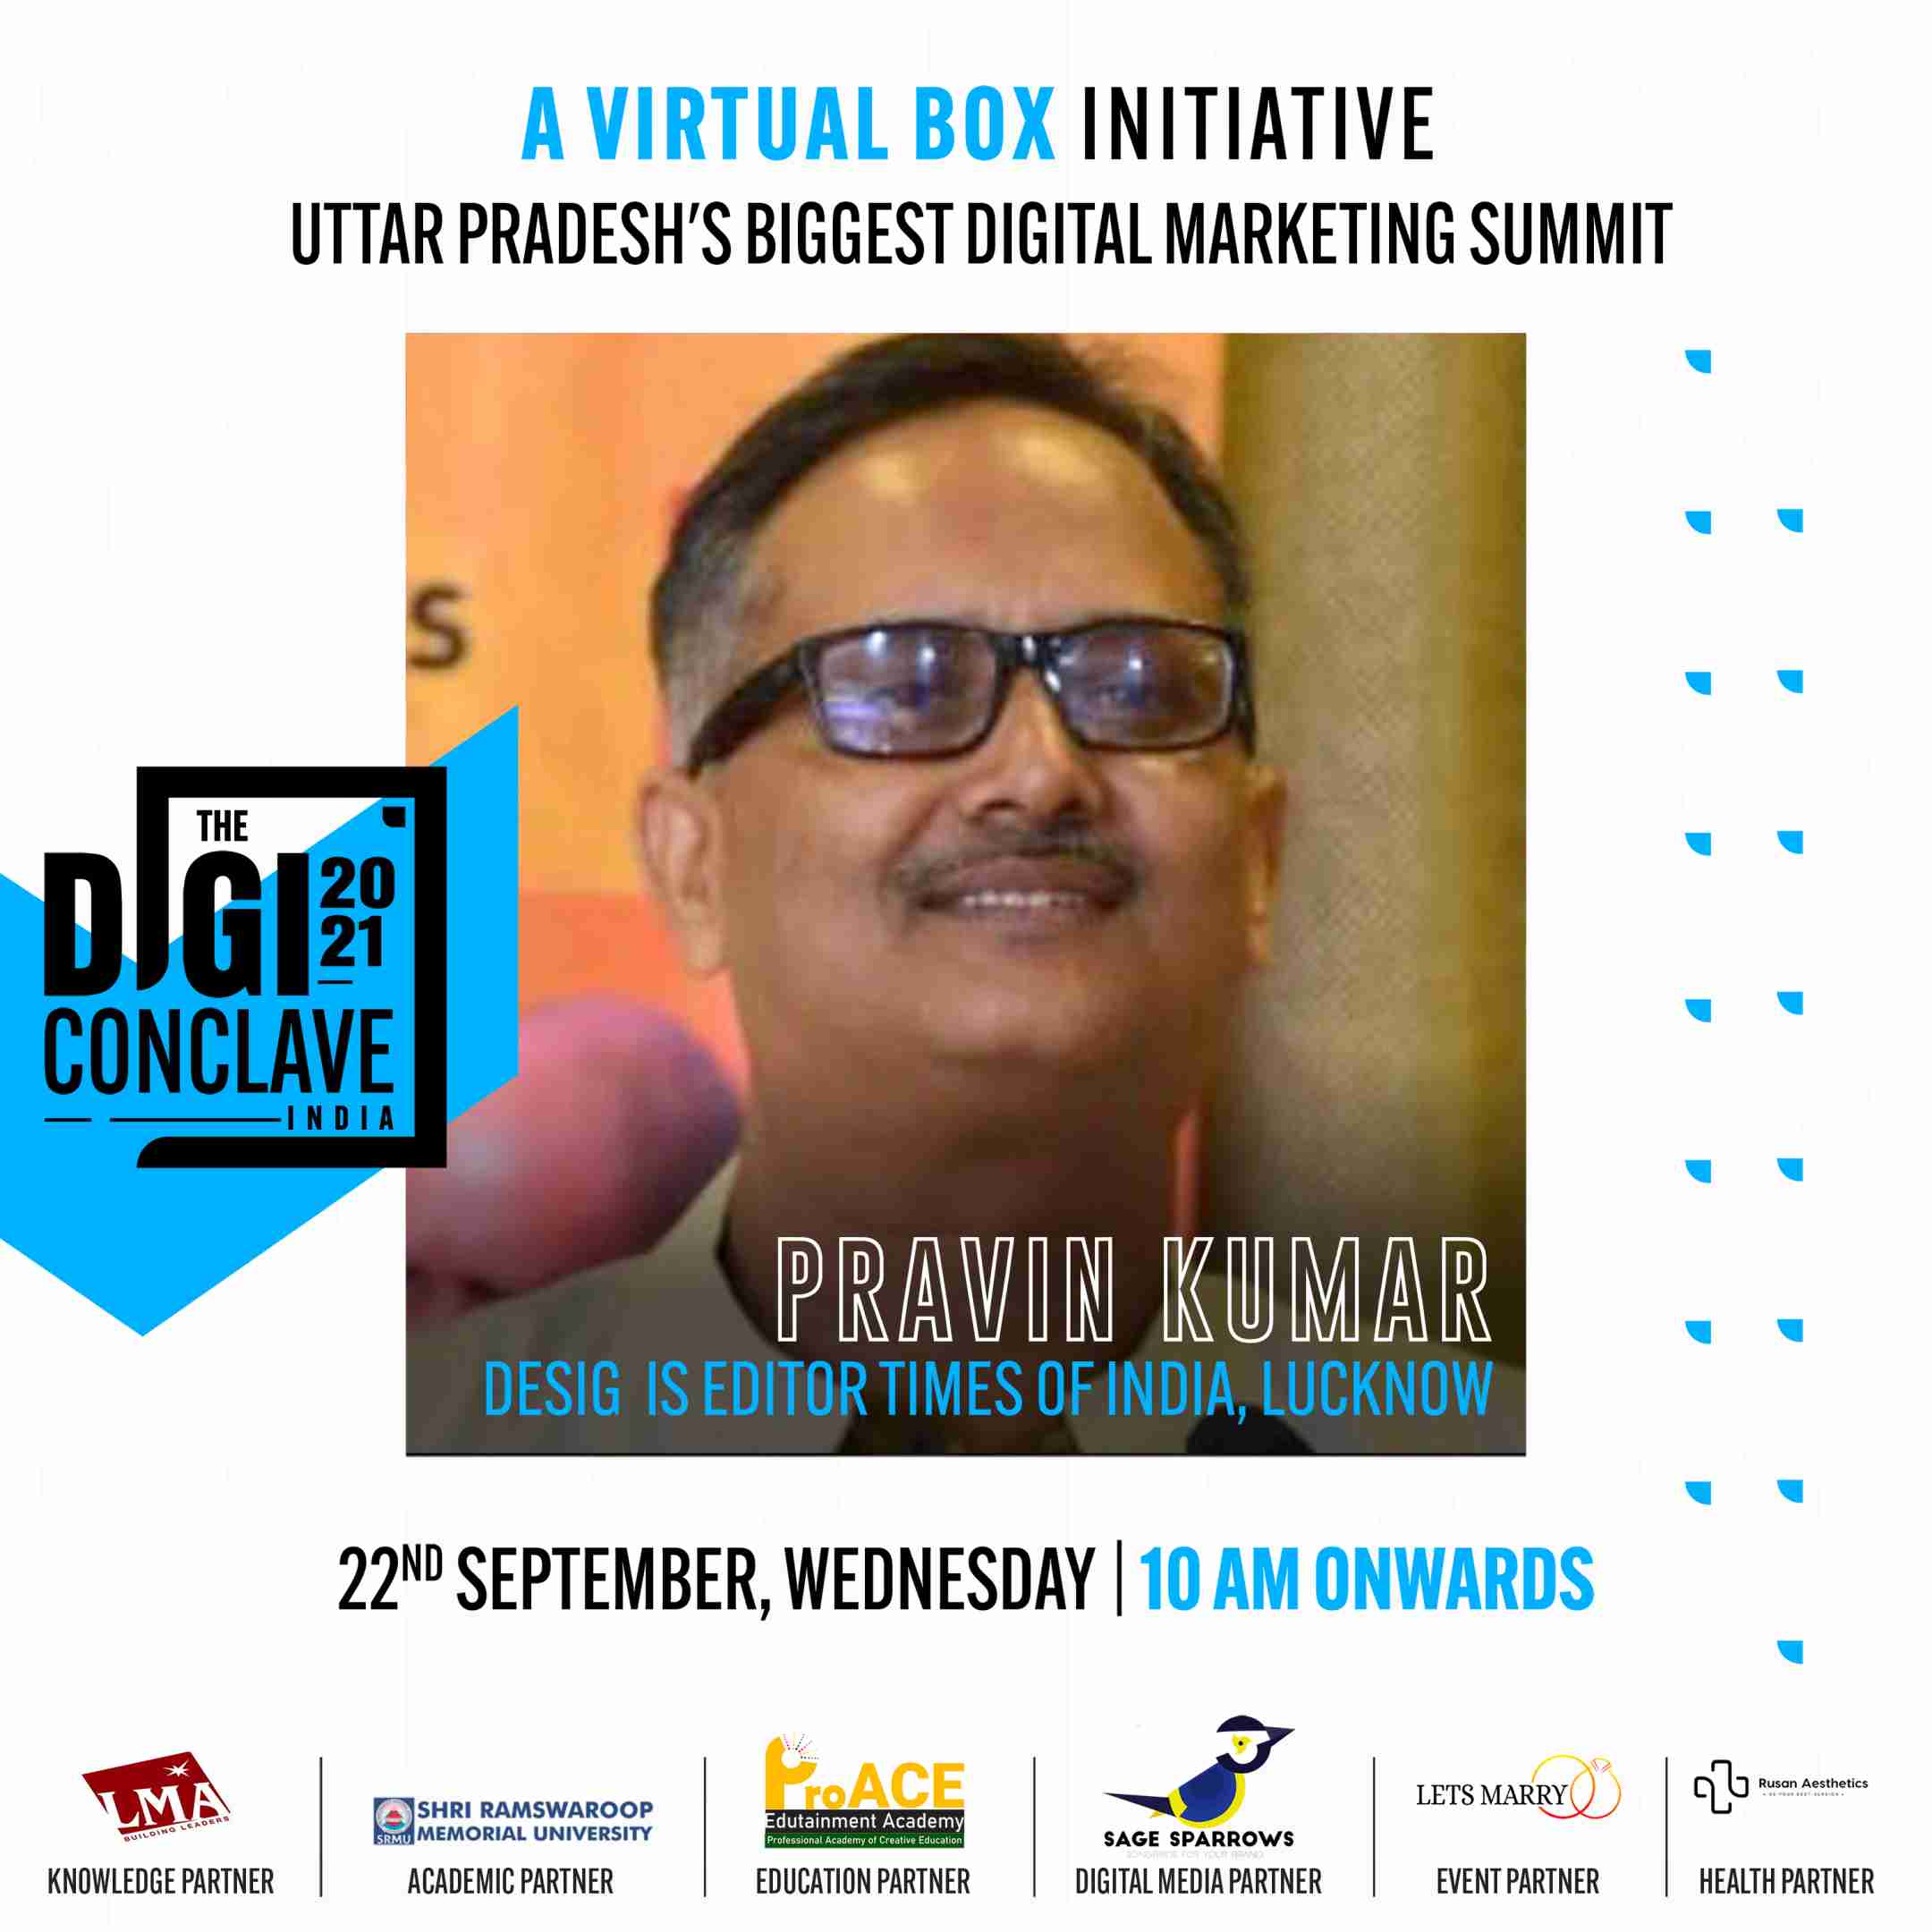 A VIRTUAL BOX INITIATIVE
UTTAR PRADESH'S BIGGEST DIGITAL MARKETING SUMMIT
S
THE
DIGI 20
21
CONCLAVE
INDIA
PRAVIN KUMAR
DESIG IS EDITOR TIMES OF INDIA, LUCKNOW
22ND SEPTEMBER, WEDNESDAY | 10 AM ONWARDS
LMA
BUILDING LEADERS
KNOWLEDGE PARTNER
SRMU
SHRI RAMSWAROOP
MEMORIAL UNIVERSITY
ACADEMIC PARTNER
ProACE
Edutainment Academy
Professional Academy of Creative Education
EDUCATION PARTNER
SAGE SPARROWS
DIGITAL MEDIA PARTNER
LETS MARRY
EVENT PARTNER
Rusan Aesthetics
HEALTH PARTNER